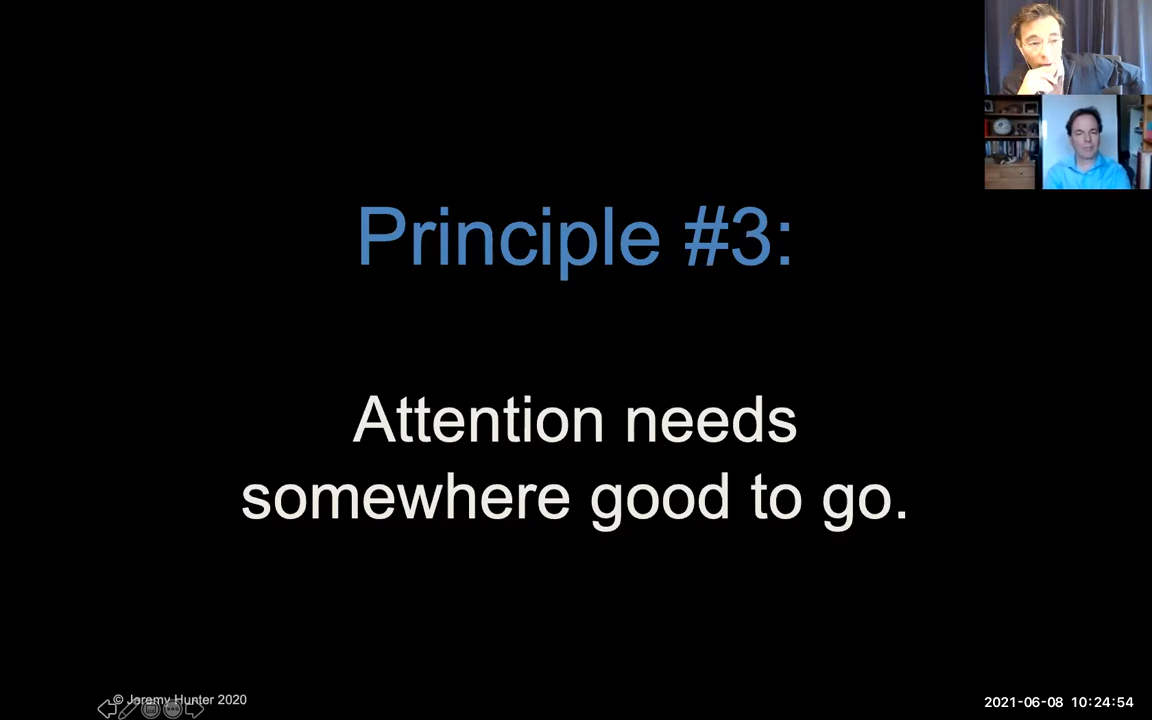 Principle #3:
Attention needs
somewhere good to go.
© Jeremy Hunter 2020
2021-06-08 10:24:54